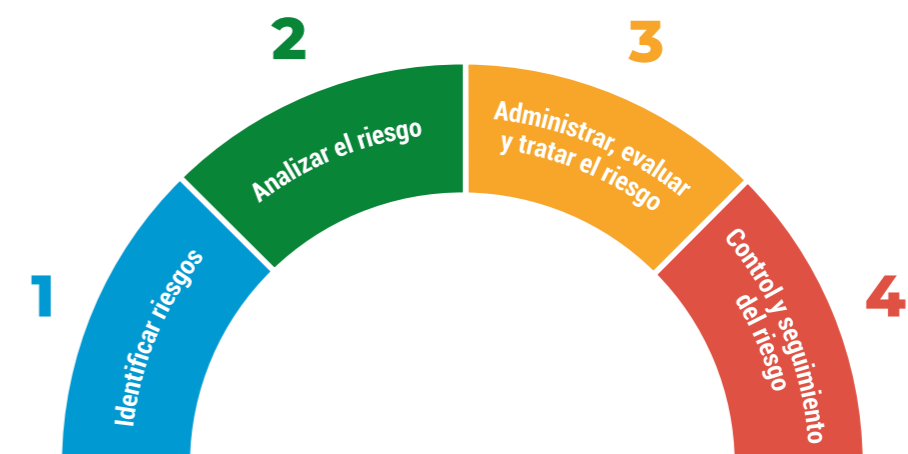 1
Identificar riesgos
2
Analizar el riesgo
3
Administrar, evaluar
y tratar el riesgo
4
Control y seguimiento
del riesgo